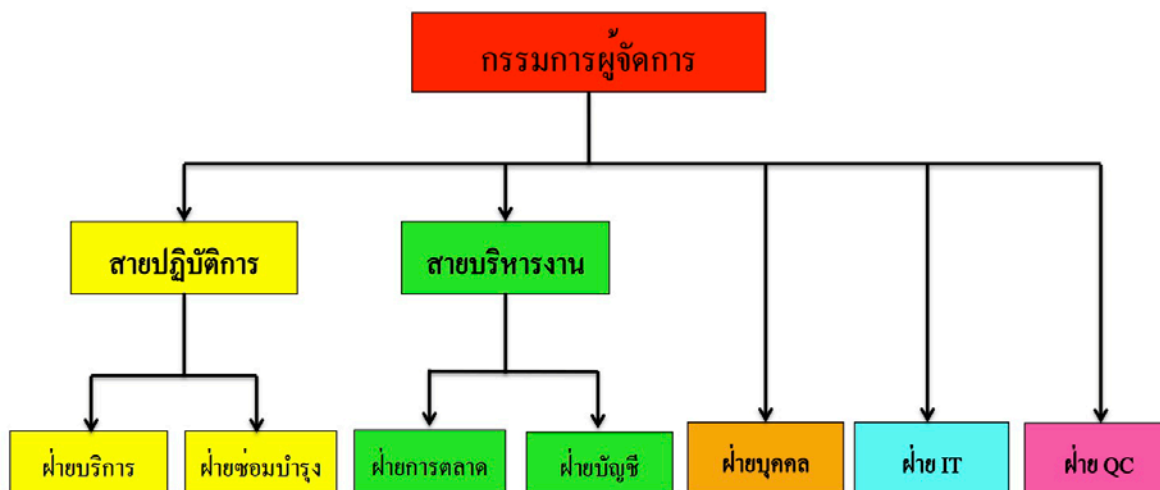 กรรมการผู้จัดการ
สายปฏิบัติการ
สายบริหารงาน
ฝ่ายบริการ
ฝ่ายซ่อมบำรุง
ฝ่ายการตลาด
ฝ่ายบัญชี
ฝ่ายบุคคล
ฝ่าย IT
ฝ่าย QC